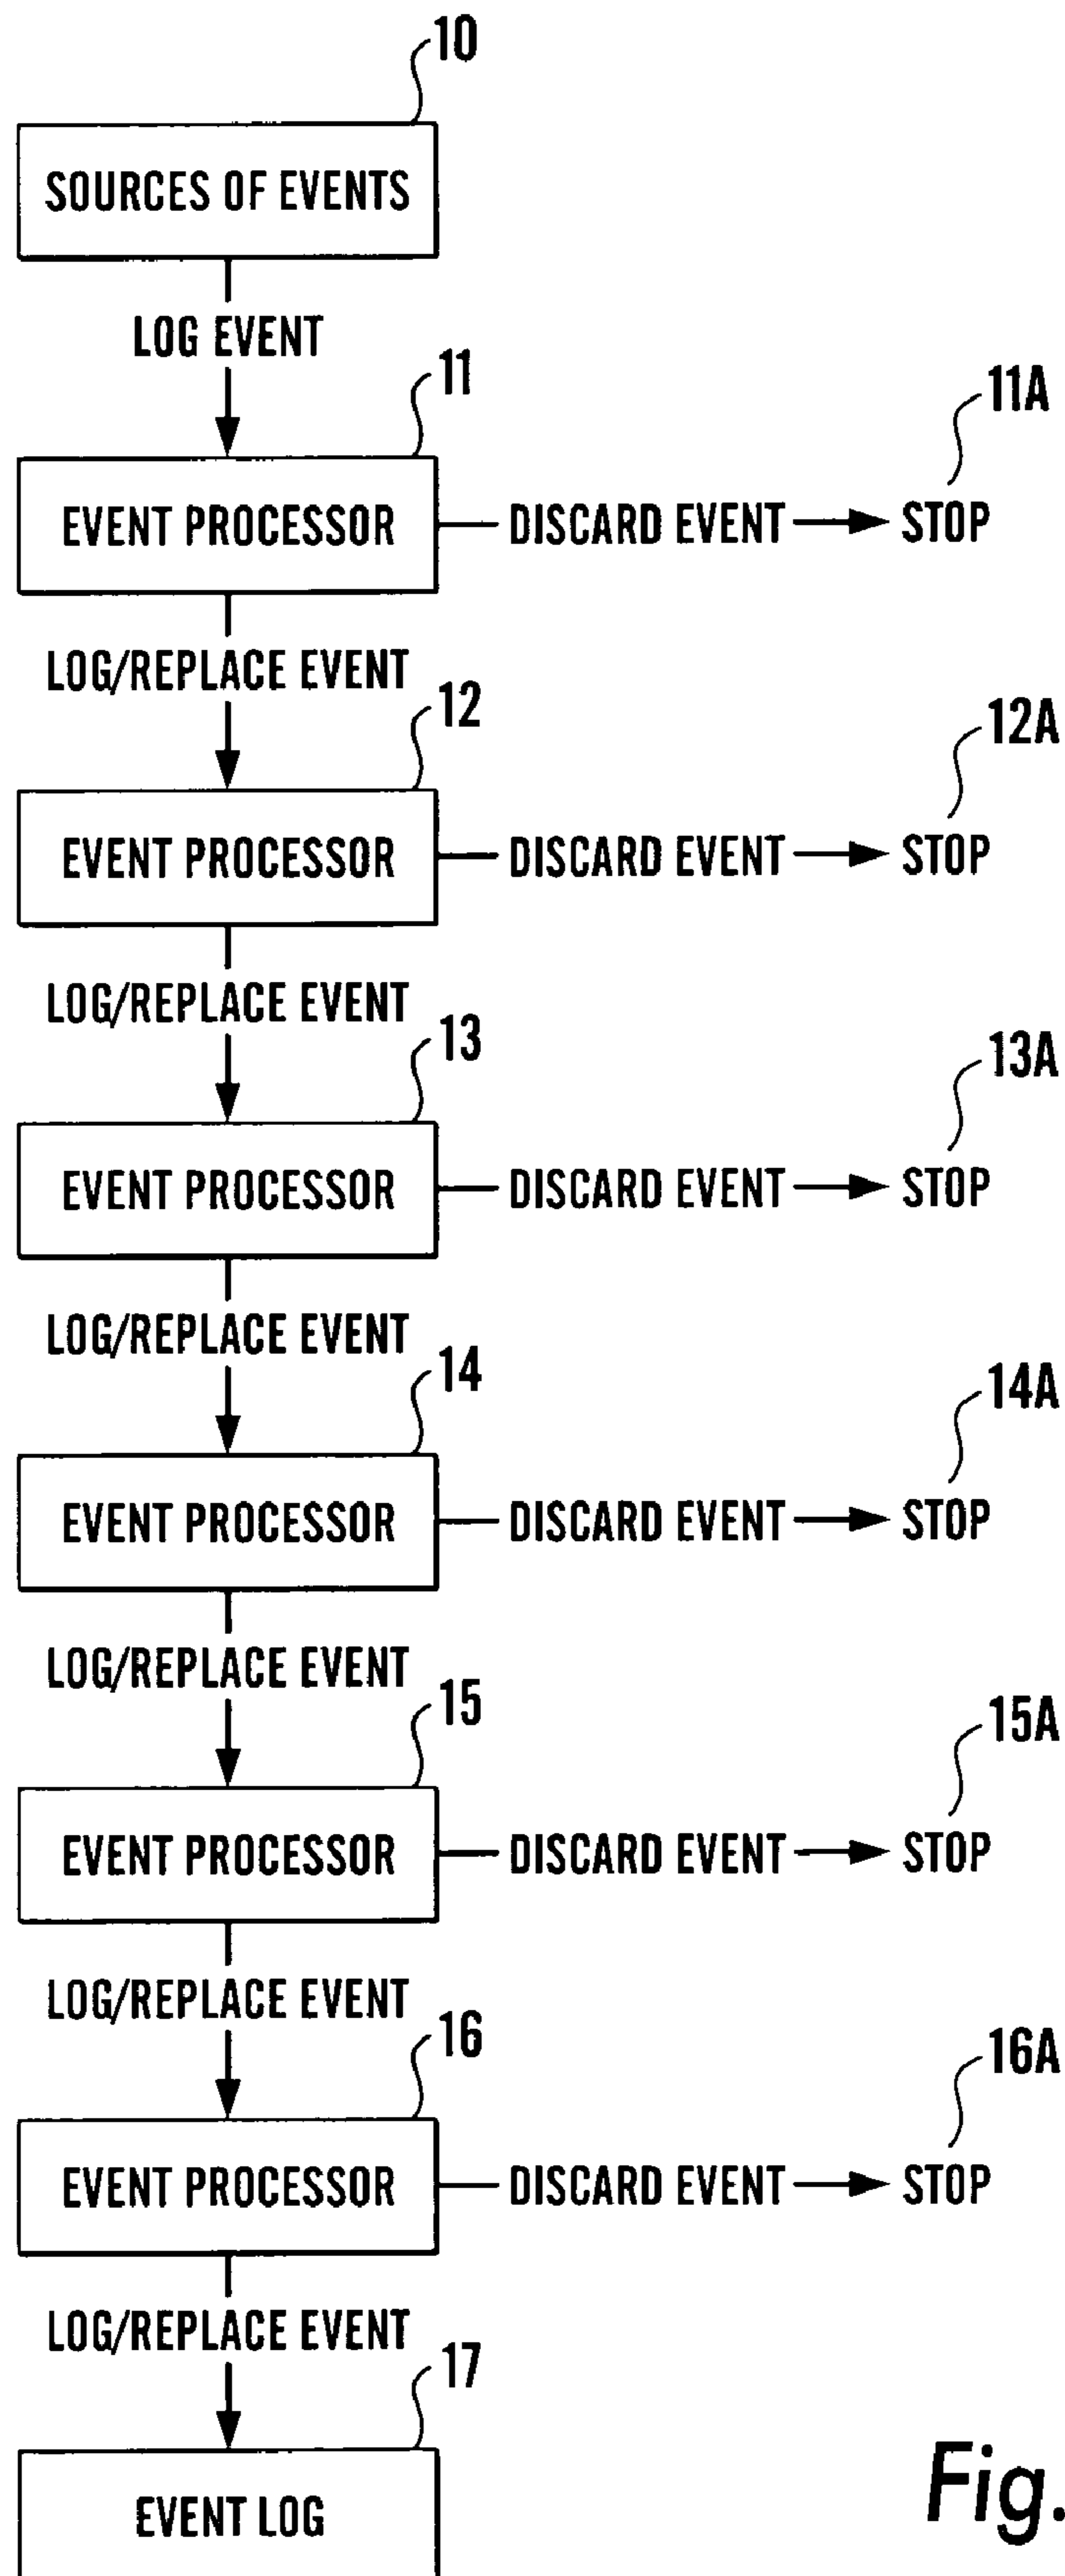 10
SOURCES OF EVENTS
LOG EVENT
11
11A
EVENT PROCESSOR DISCARD EVENT STOP
LOG/REPLACE EVENT
12
12A
EVENT PROCESSOR DISCARD EVENT STOP
LOG/REPLACE EVENT
13
13A
EVENT PROCESSOR DISCARD EVENT STOP
LOG/REPLACE EVENT
14
14A
EVENT PROCESSOR DISCARD EVENT STOP
LOG/REPLACE EVENT
15
15A
EVENT PROCESSOR DISCARD EVENT STOP
LOG/REPLACE EVENT
16
16A
EVENT PROCESSOR DISCARD EVENT STOP
LOG/REPLACE EVENT
17
EVENT LOG
Fig.